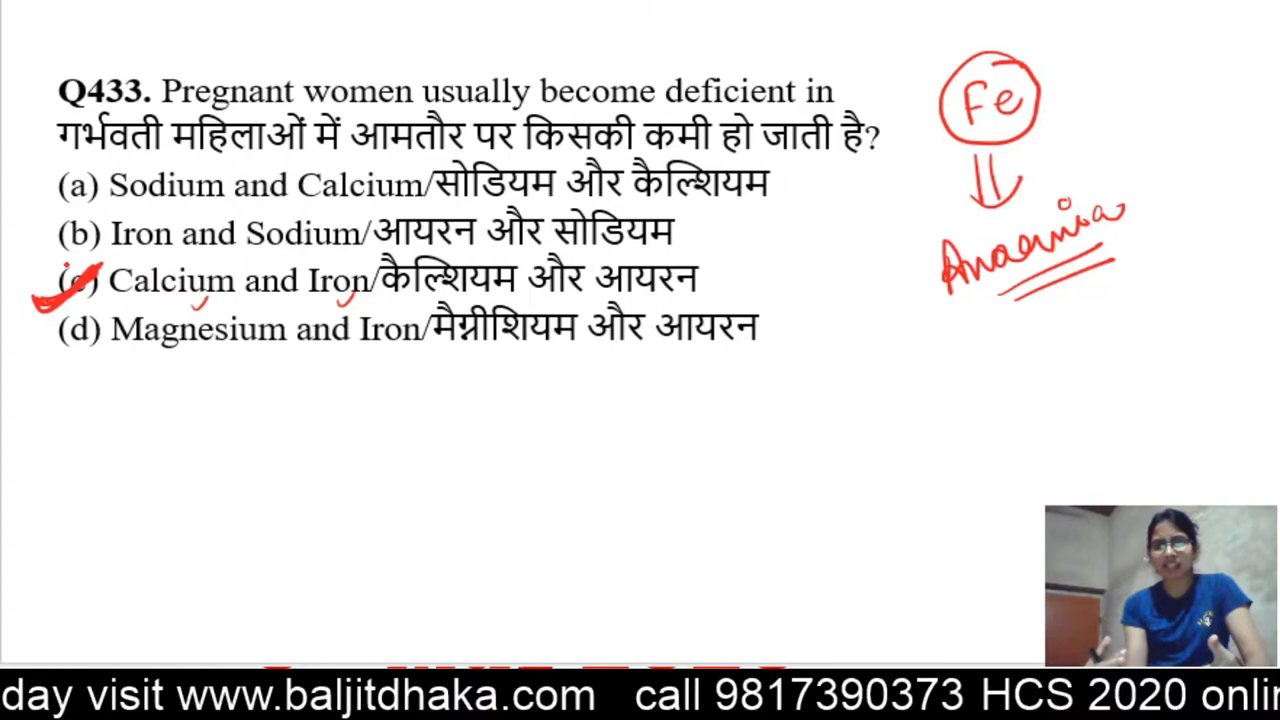 Q433. Pregnant women usually become deficient in
गर्भवती महिलाओं में आमतौर पर किसकी कमी हो जाती है?
(a) Sodium and Calcium/सोडियम और कैल्शियम
(b) Iron and Sodium/आयरन और सोडियम
(c) Calcium and Iron/कैल्शियम और आयरन
(d) Magnesium and Iron/मैग्नीशियम और आयरन
Fe
Anaemia
day visit www.baljitdhaka.com call 9817390373 HCS 2020 onlin